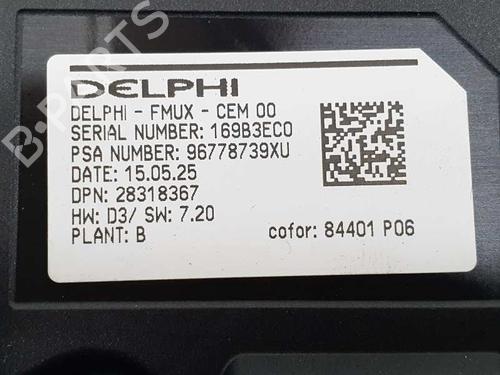 DELPHI
DELPHI - FMUX - CEM 00
SERIAL NUMBER: 169B3EC0
PSA NUMBER: 96778739XU
DATE: 15.05.25
DPN: 28318367
HW: D3/ SW: 7.20
PLANT: B
cofor: 84401 P06
B-PARTS